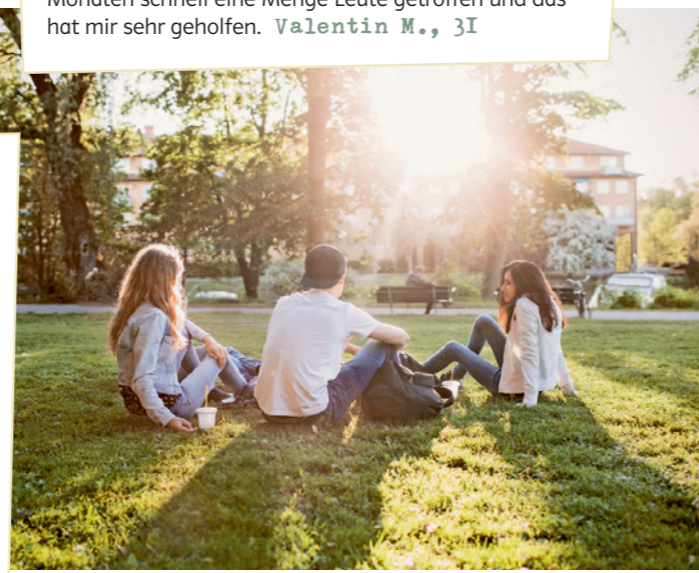 Monaten schnell eine Menge Leute getroffen und das
hat mir sehr geholfen. Valentin M., 3I